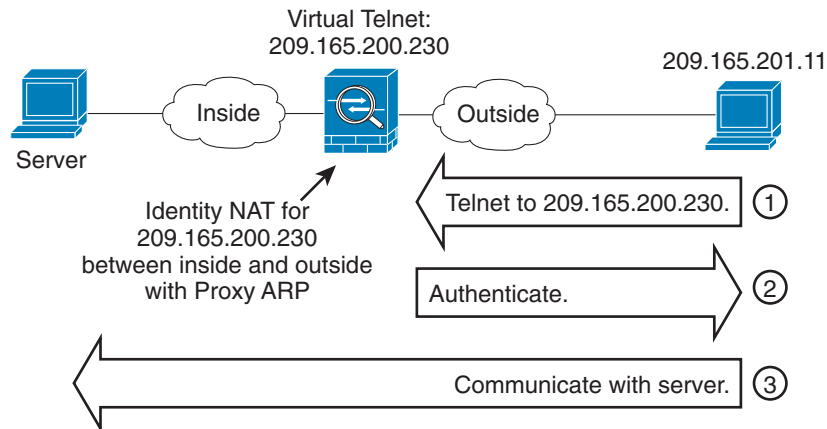 Virtual Telnet:
209.165.200.230
209.165.201.11
Inside
Outside
Server
Identity NAT for
209.165.200.230
between inside and outside
with Proxy ARP
Telnet to 209.165.200.230.
1
Authenticate.
2
Communicate with server.
3